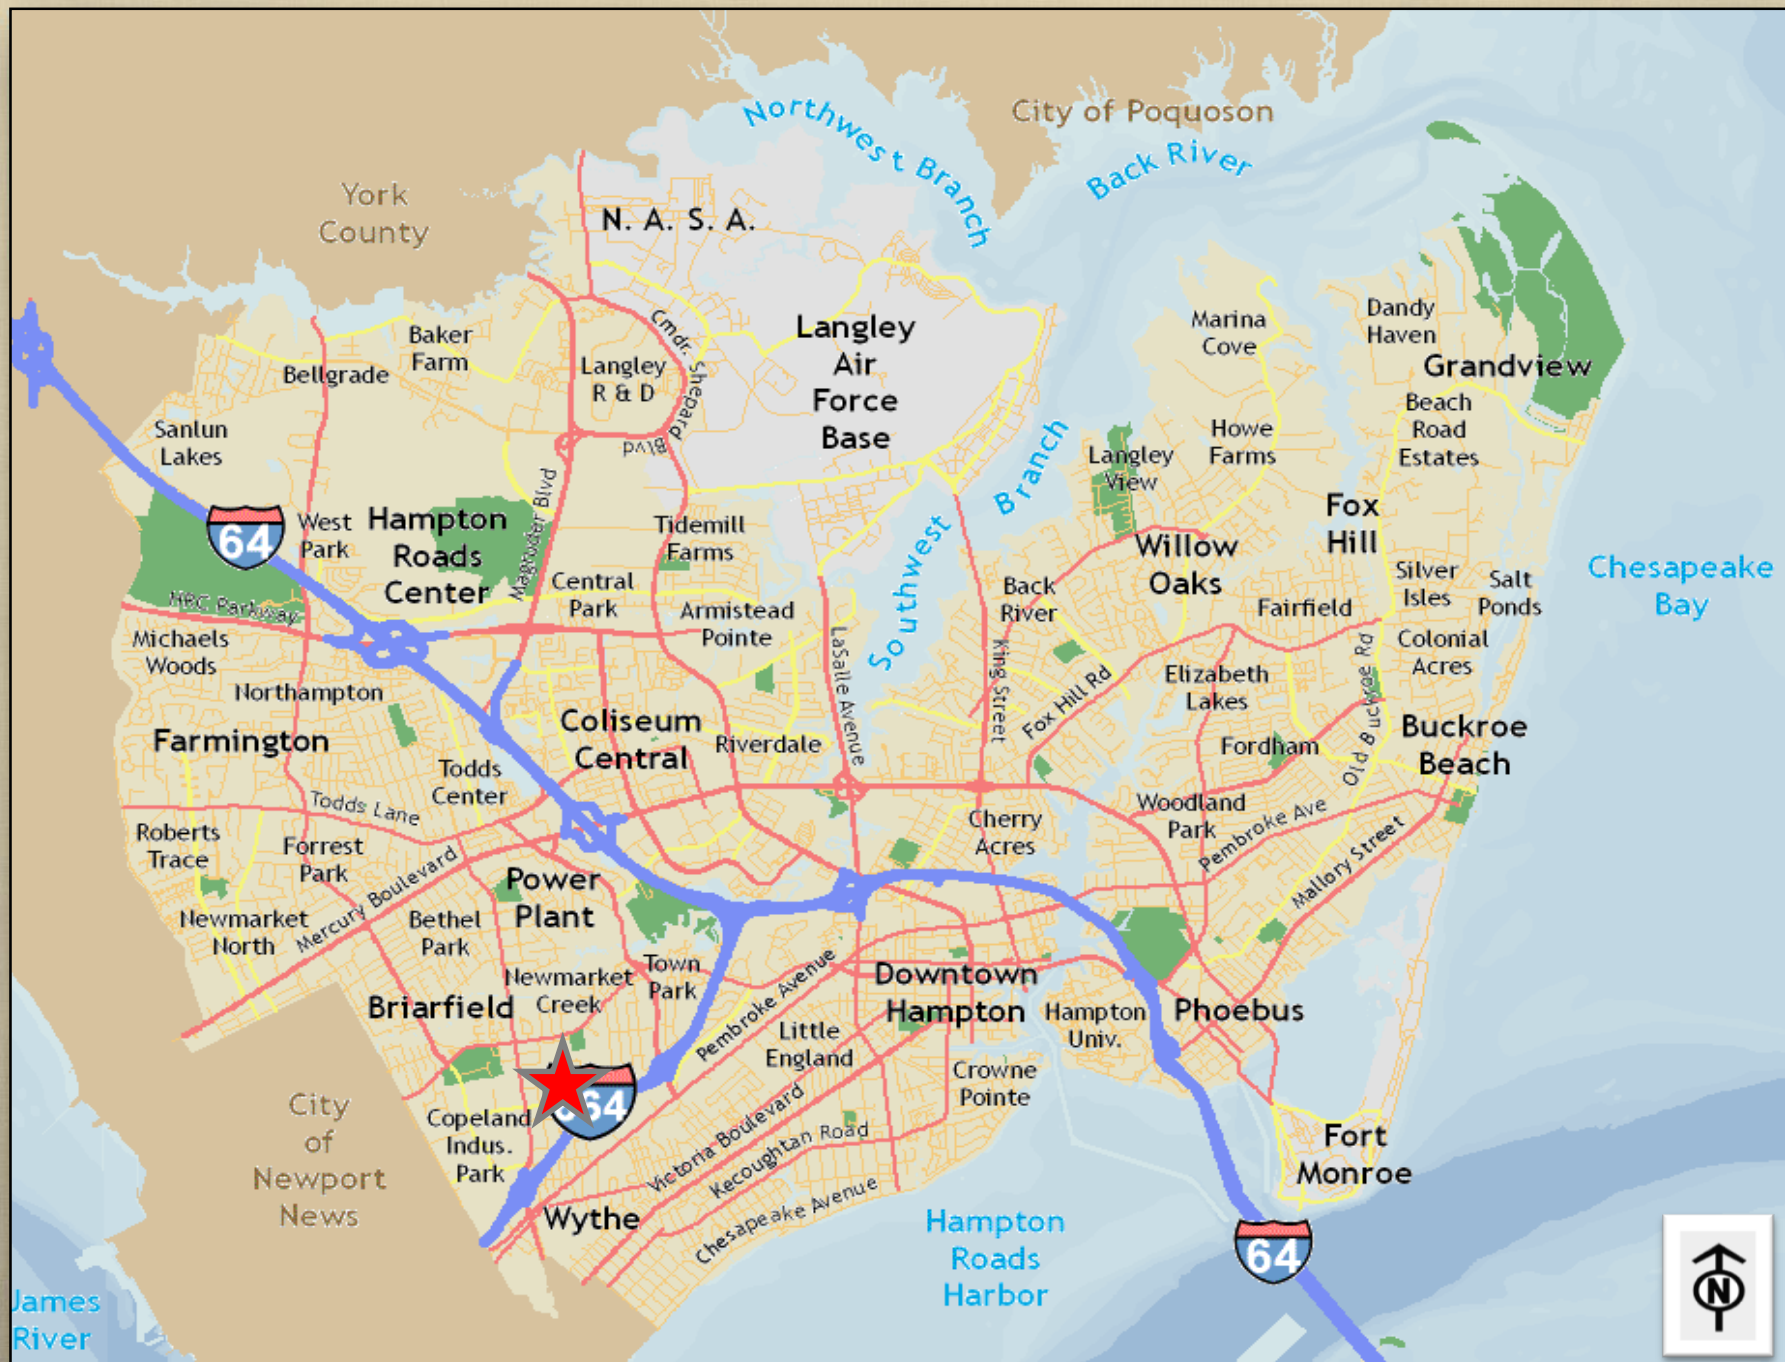 City of Poquoson
Northwest Branch
Back River
York
County
N. A. S. A.
Cmdr. Shepard
Blvd
Langley
Air
Force
Base
Langley
R & D
Baker
Farm
Bellgrade
Sanlun
Lakes
Marina
Cove
Dandy
Haven
Grandview
Beach
Road
Estates
Howe
Farms
Langley
View
Fox
Hill
64
West
Park
Hampton
Roads
Center
Magruder Blvd
Tidemill
Farms
Southwest
Branch
Willow
Oaks
Chesapeake
Bay
Silver
Isles
Salt
Ponds
Back
River
Fairfield
Central
Park
Armistead
Pointe
HRC Parkway
Michaels
Woods
Northampton
LaSalle Avenue
King Street
Fox Hill Rd
Elizabeth
Lakes
Old Buckroe Rd
Colonial
Acres
Farmington
Coliseum
Central
Riverdale
Fordham
Buckroe
Beach
Todds
Center
Todds Lane
Woodland
Park
Pembroke Ave
Mallory Street
Cherry
Acres
Roberts
Trace
Forrest
Park
Mercury Boulevard
Power
Plant
Newmarket
North
Bethel
Park
Newmarket
Creek
Town
Park
Briarfield
Pembroke Avenue
Downtown
Hampton
Hampton
Univ.
Phoebus
Little
England
Crowne
Pointe
City
of
Newport
News
Copeland
Indus.
Park
64
Victoria Boulevard
Kecoughtan Road
Chesapeake Avenue
Wythe
Fort
Monroe
Hampton
Roads
Harbor
64
James
River
N